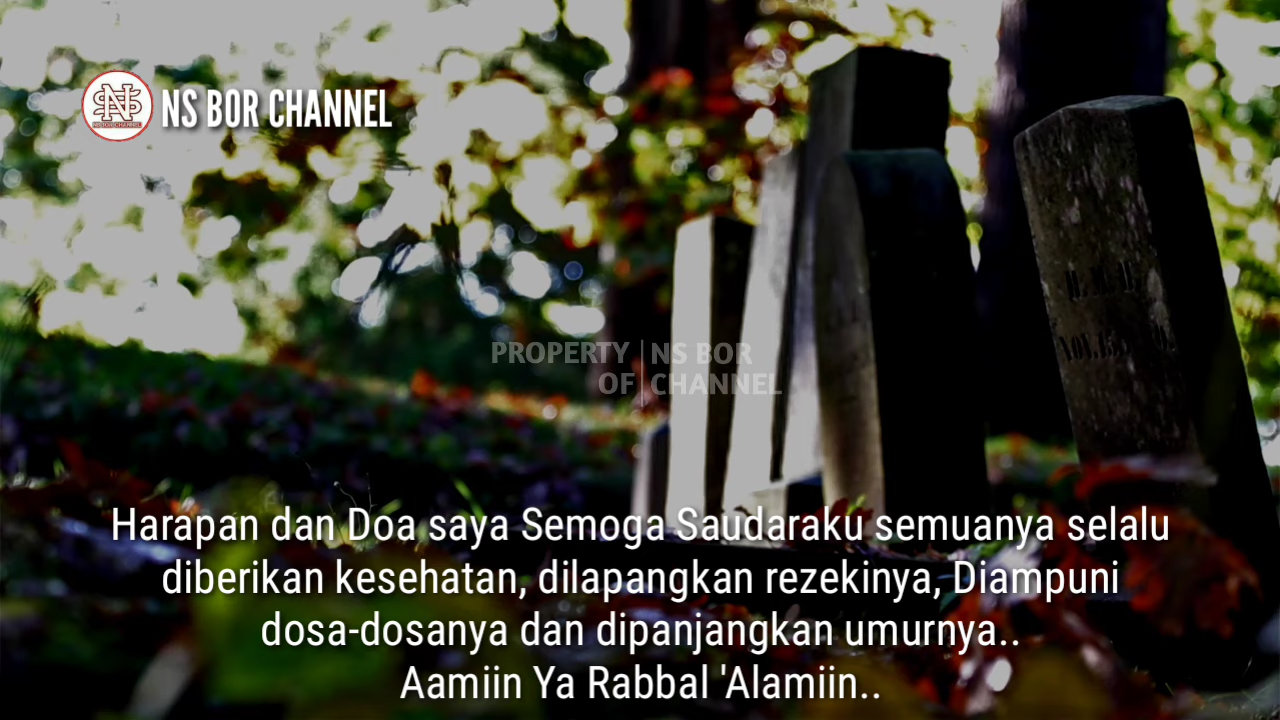 NS BOR CHANNEL
PROPERTY OF
NS BOR CHANNEL
Harapan dan Doa saya Semoga Saudaraku semuanya selalu
diberikan kesehatan, dilapangkan rezekinya, Diampuni
dosa-dosanya dan dipanjangkan umurnya..
Aamiin Ya Rabbal 'Alamiin..